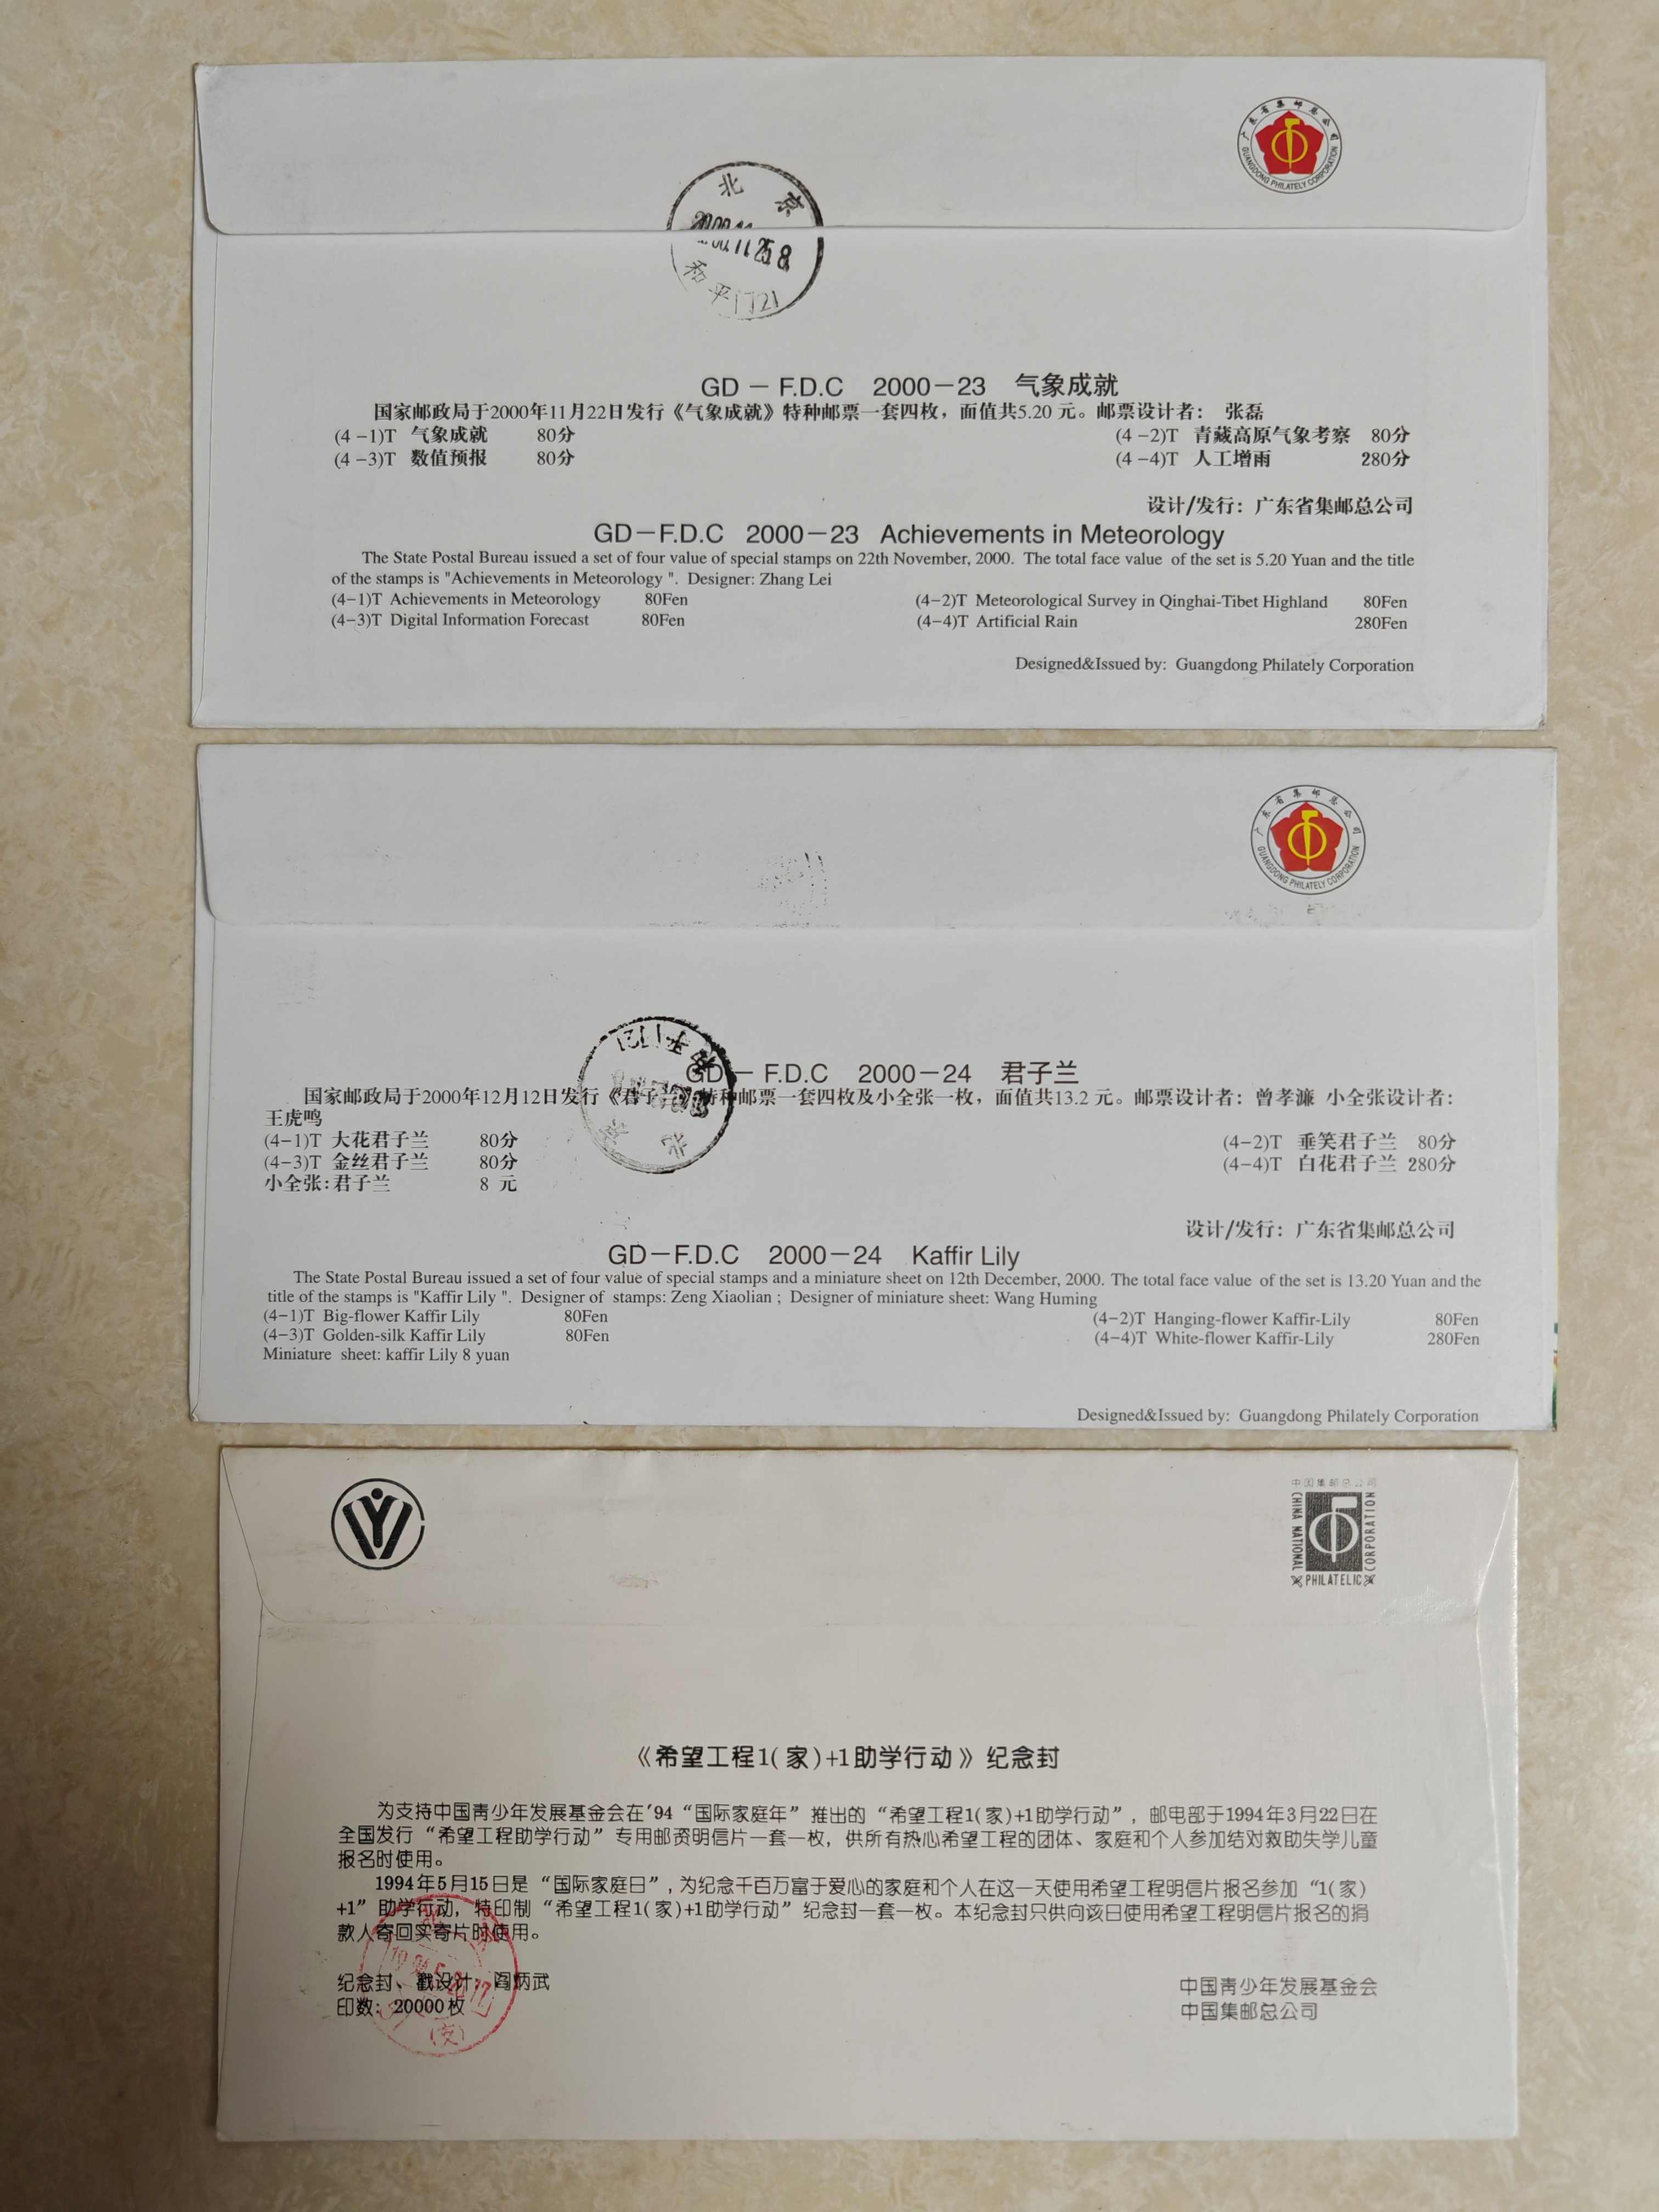 广东省集邮总公司
GUANGDONG PHILATELY CORPORATION
北京
2000.11.25.8
和平(12)
GD — F.D.C 2000—23 气象成就
国家邮政局于2000年11月22日发行《气象成就》特种邮票一套四枚，面值共5.20 元。邮票设计者： 张磊
(4 –1)T 气象成就 80分 (4 –2)T 青藏高原气象考察 80分
(4 –3)T 数值预报 80分 (4 –4)T 人工增雨 280分
设计/发行：广东省集邮总公司
GD—F.D.C 2000—23 Achievements in Meteorology
The State Postal Bureau issued a set of four value of special stamps on 22th November, 2000. The total face value of the set is 5.20 Yuan and the title
of the stamps is "Achievements in Meteorology ". Designer: Zhang Lei
(4–1)T Achievements in Meteorology 80Fen (4–2)T Meteorological Survey in Qinghai-Tibet Highland 80Fen
(4–3)T Digital Information Forecast 80Fen (4–4)T Artificial Rain 280Fen
Designed&Issued by: Guangdong Philately Corporation
广东省集邮总公司
GUANGDONG PHILATELY CORPORATION
GD — F.D.C 2000—24 君子兰
国家邮政局于2000年12月12日发行《君子兰》特种邮票一套四枚及小全张一枚，面值共13.2 元。邮票设计者：曾孝濂 小全张设计者：
王虎鸣
(4–1)T 大花君子兰 80分 (4–2)T 垂笑君子兰 80分
(4–3)T 金丝君子兰 80分 (4–4)T 白花君子兰 280分
小全张:君子兰 8 元
北京
设计/发行：广东省集邮总公司
GD—F.D.C 2000—24 Kaffir Lily
The State Postal Bureau issued a set of four value of special stamps and a miniature sheet on 12th December, 2000. The total face value of the set is 13.20 Yuan and the
title of the stamps is "Kaffir Lily ". Designer of stamps: Zeng Xiaolian ; Designer of miniature sheet: Wang Huming
(4–1)T Big-flower Kaffir Lily 80Fen (4–2)T Hanging-flower Kaffir-Lily 80Fen
(4–3)T Golden-silk Kaffir Lily 80Fen (4–4)T White-flower Kaffir-Lily 280Fen
Miniature sheet: kaffir Lily 8 yuan
Designed&Issued by: Guangdong Philately Corporation
中国集邮总公司
CHINA NATIONAL PHILATELIC CORPORATION
《希望工程1(家)+1助学行动》纪念封
为支持中国青少年发展基金会在'94 “国际家庭年” 推出的 “希望工程1(家)+1助学行动”，邮电部于1994年3月22日在
全国发行 “希望工程助学行动” 专用邮资明信片一套一枚，供所有热心希望工程的团体、家庭和个人参加结对救助失学儿童
报名时使用。
1994年5月15日是 “国际家庭日”,为纪念千百万富于爱心的家庭和个人在这一天使用希望工程明信片报名参加 “1(家)
+1” 助学行动，特印制 “希望工程1(家)+1助学行动” 纪念封一套一枚。本纪念封只供向该日使用希望工程明信片报名的捐
款人寄回实寄片时使用。
纪念封、戳设计：阎炳武
印数：20000枚
中国青少年发展基金会
中国集邮总公司